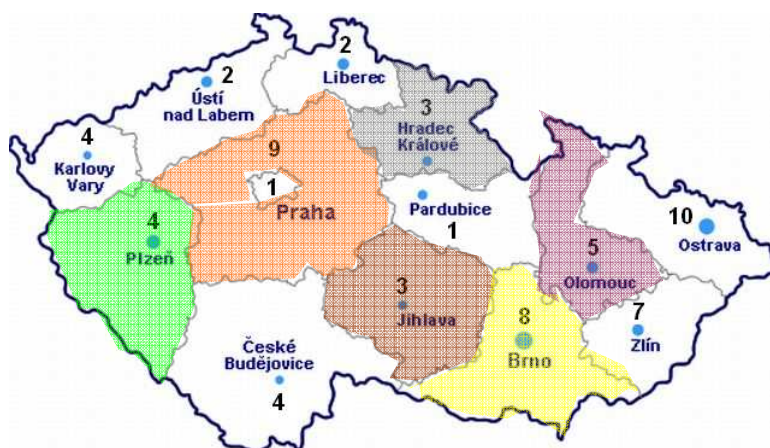 2
Liberec
2
Ústí
nad Labem
3
Hradec
Králové
4
Karlovy
Vary
9
1
Praha
Pardubice
1
10
Ostrava
4
Plzeň
5
Olomouc
3
Jihlava
8
Brno
7
Zlín
České
Budějovice
4